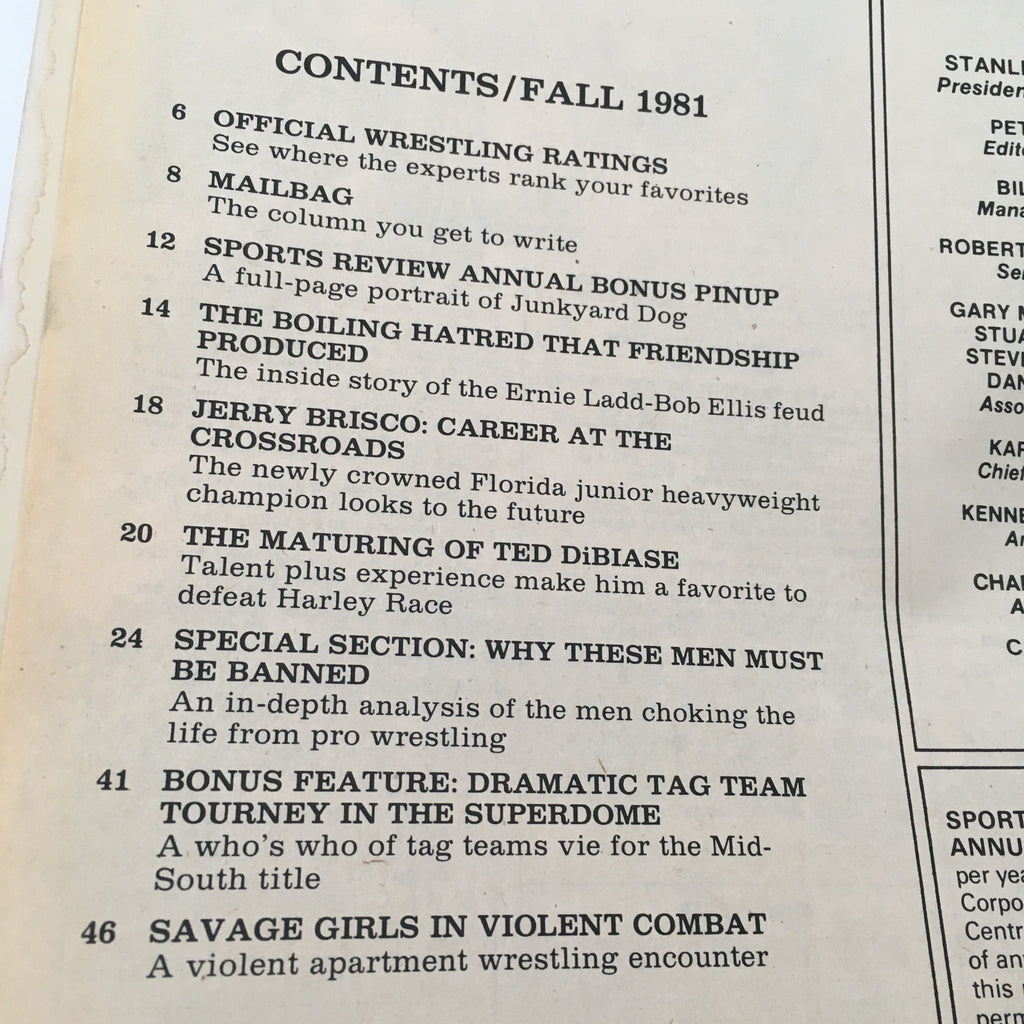 CONTENTS/FALL 1981
6 OFFICIAL WRESTLING RATINGS
See where the experts rank your favorites
8 MAILBAG
The column you get to write
12 SPORTS REVIEW ANNUAL BONUS PINUP
A full-page portrait of Junkyard Dog
14 THE BOILING HATRED THAT FRIENDSHIP
PRODUCED
The inside story of the Ernie Ladd-Bob Ellis feud
18 JERRY BRISCO: CAREER AT THE
CROSSROADS
The newly crowned Florida junior heavyweight
champion looks to the future
20 THE MATURING OF TED DiBIASE
Talent plus experience make him a favorite to
defeat Harley Race
24 SPECIAL SECTION: WHY THESE MEN MUST
BE BANNED
An in-depth analysis of the men choking the
life from pro wrestling
41 BONUS FEATURE: DRAMATIC TAG TEAM
TOURNEY IN THE SUPERDOME
A who's who of tag teams vie for the Mid-
South title
46 SAVAGE GIRLS IN VIOLENT COMBAT
A violent apartment wrestling encounter
ROBERT
GARY
SPORT
per
of
this